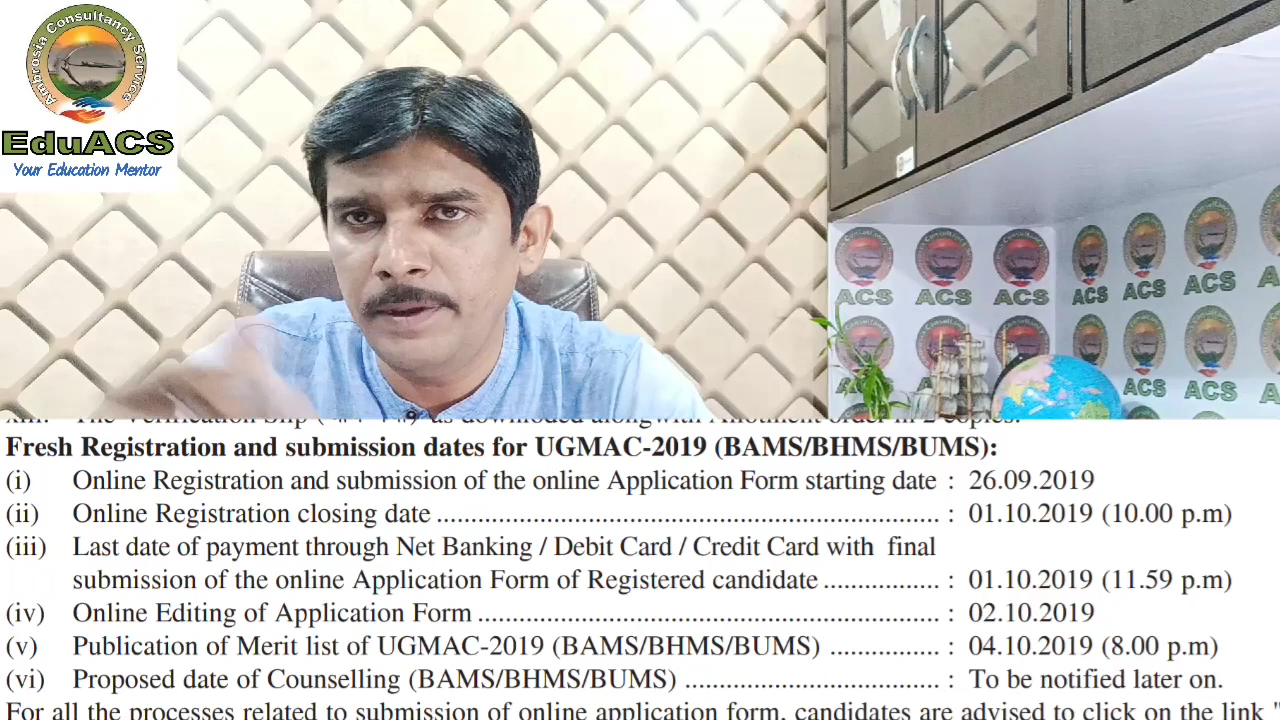 Ambrosia Consultancy Service
EduACS
Your Education Mentor
ACS ACS ACS ACS ACS ACS
ACS ACS
Fresh Registration and submission dates for UGMAC-2019 (BAMS/BHMS/BUMS):
(i) Online Registration and submission of the online Application Form starting date : 26.09.2019
(ii) Online Registration closing date ............................................................................ : 01.10.2019 (10.00 p.m)
(iii) Last date of payment through Net Banking / Debit Card / Credit Card with final
submission of the online Application Form of Registered candidate ................. : 01.10.2019 (11.59 p.m)
(iv) Online Editing of Application Form ..................................................................... : 02.10.2019
(v) Publication of Merit list of UGMAC-2019 (BAMS/BHMS/BUMS) ................ : 04.10.2019 (8.00 p.m)
(vi) Proposed date of Counselling (BAMS/BHMS/BUMS) ...................................... : To be notified later on.
For all the processes related to submission of online application form, candidates are advised to click on the link "